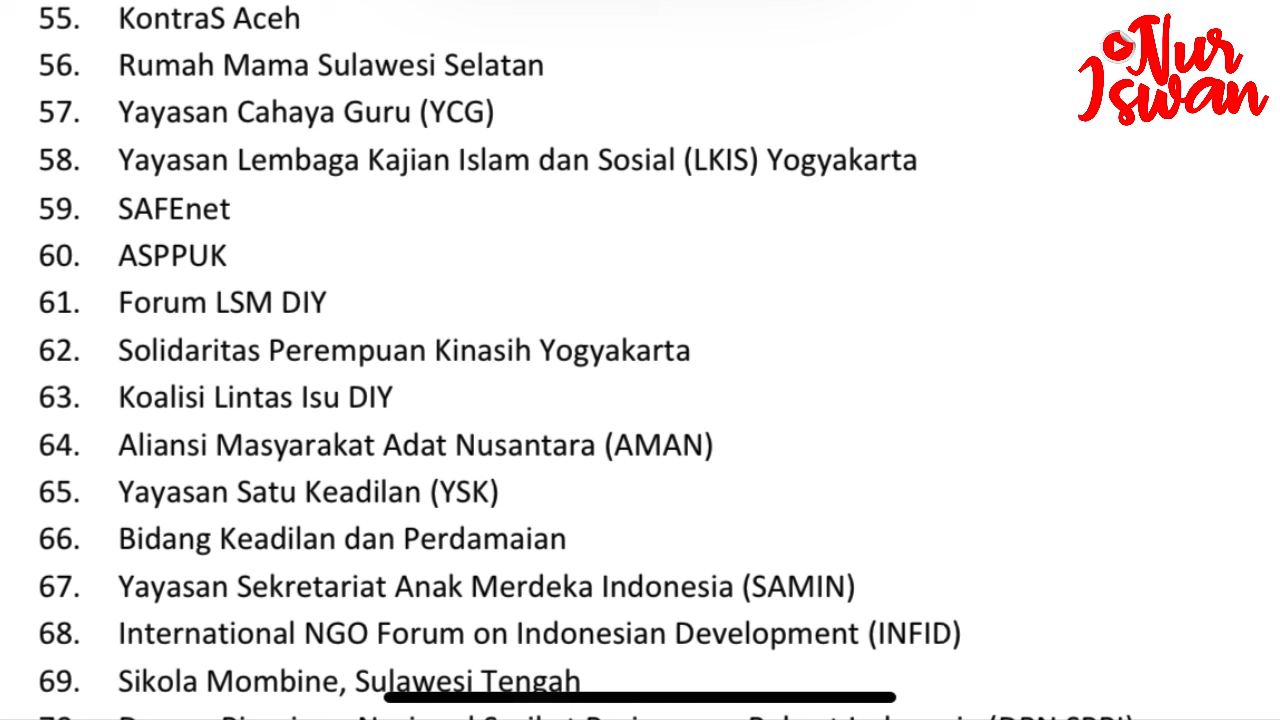 55. KontraS Aceh
56. Rumah Mama Sulawesi Selatan
57. Yayasan Cahaya Guru (YCG)
58. Yayasan Lembaga Kajian Islam dan Sosial (LKIS) Yogyakarta
59. SAFEnet
60. ASPPUK
61. Forum LSM DIY
62. Solidaritas Perempuan Kinasih Yogyakarta
63. Koalisi Lintas Isu DIY
64. Aliansi Masyarakat Adat Nusantara (AMAN)
65. Yayasan Satu Keadilan (YSK)
66. Bidang Keadilan dan Perdamaian
67. Yayasan Sekretariat Anak Merdeka Indonesia (SAMIN)
68. International NGO Forum on Indonesian Development (INFID)
69. Sikola Mombine, Sulawesi Tengah
Nur
Iswan